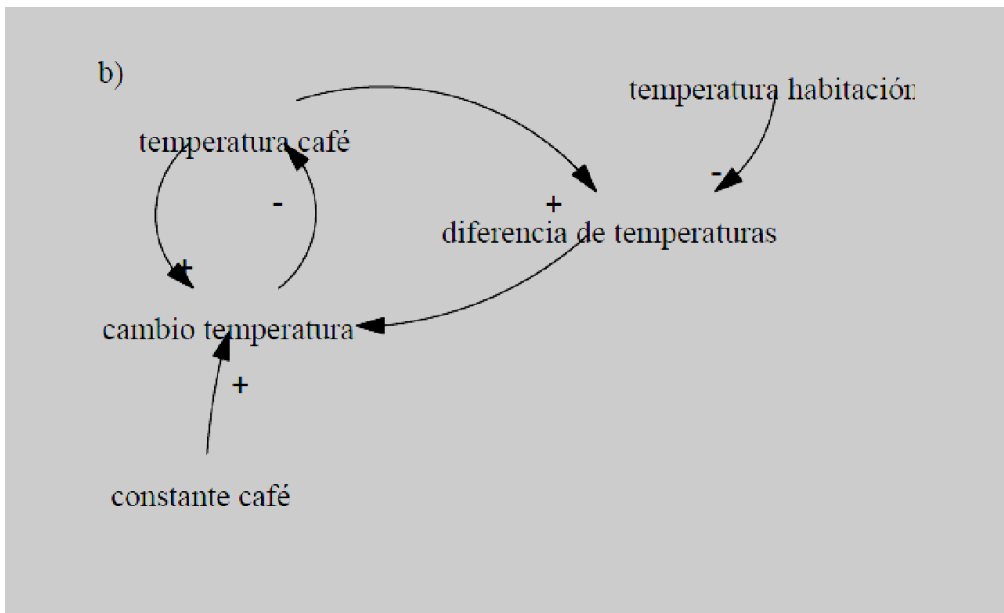 b)
temperatura habitación
temperatura café
-
-
+
diferencia de temperaturas
+
cambio temperatura
+
constante café